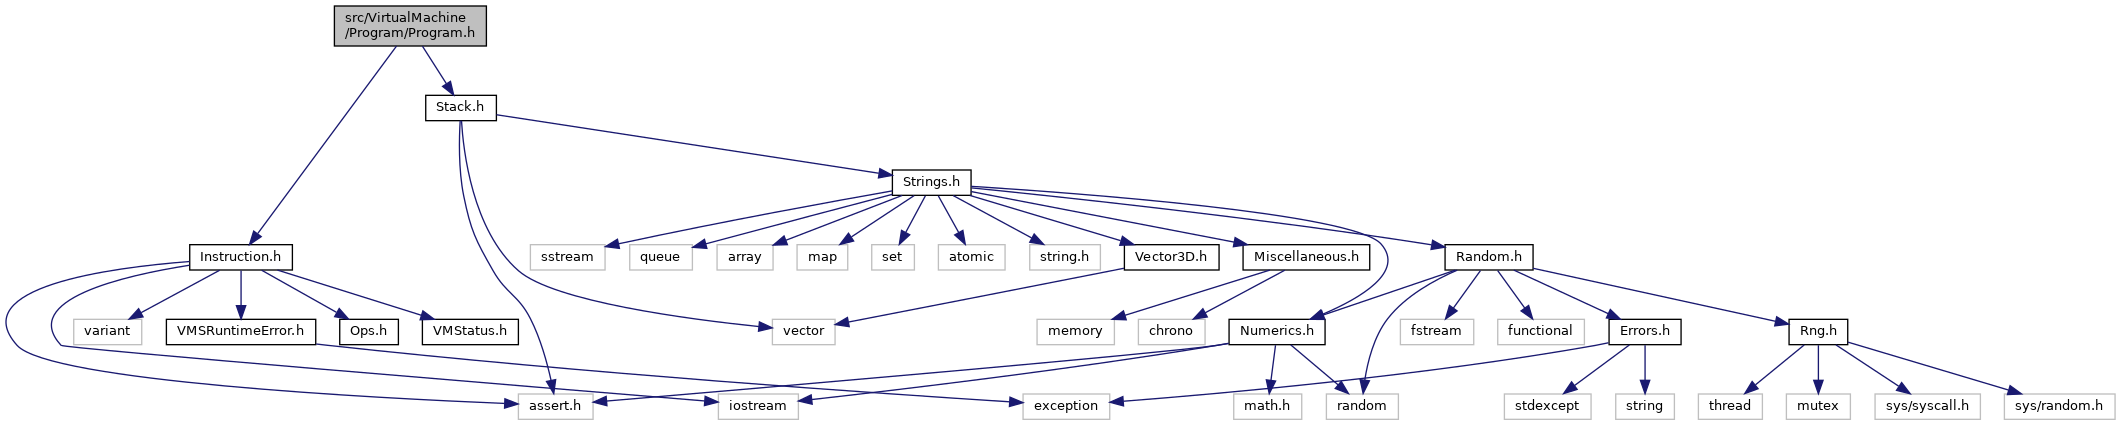 src/VirtualMachine
/Program/Program.h
Stack.h
Strings.h
Instruction.h
sstream
queue
array
map
set
atomic
string.h
Vector3D.h
Miscellaneous.h
Random.h
variant
VMSRuntimeError.h
Ops.h
VMStatus.h
vector
memory
chrono
Numerics.h
fstream
functional
Errors.h
Rng.h
assert.h
iostream
exception
math.h
random
stdexcept
string
thread
mutex
sys/syscall.h
sys/random.h